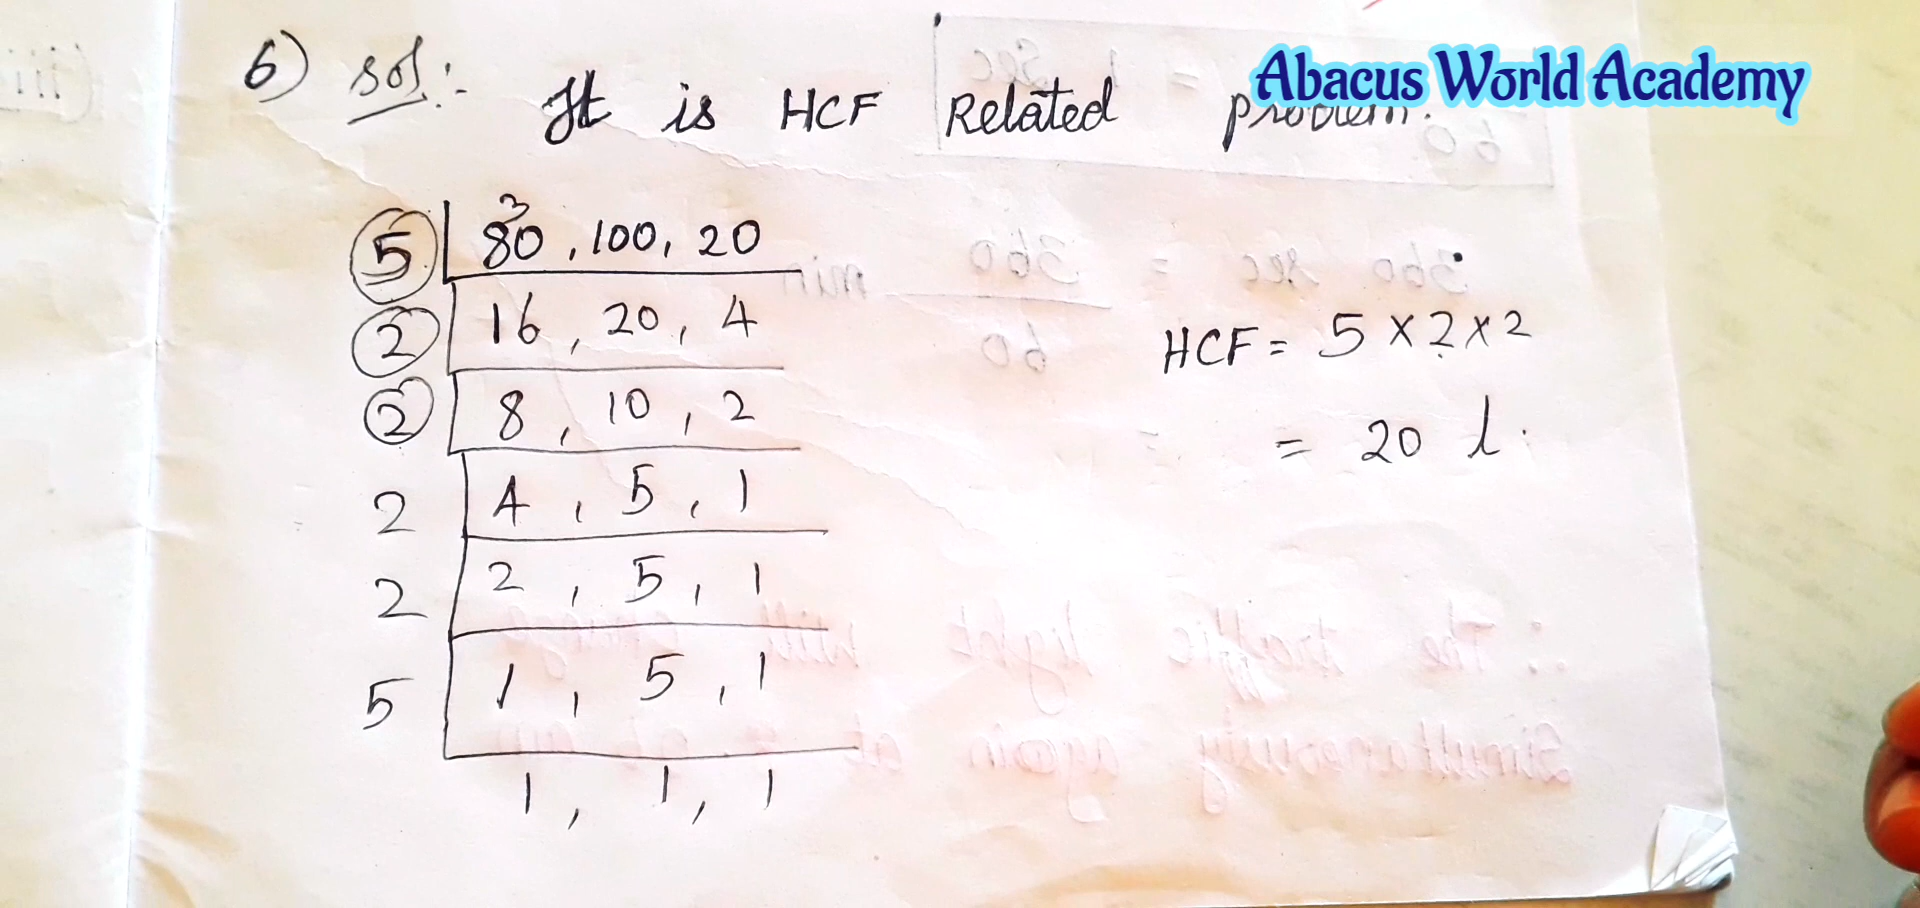 Abacus World Academy
6) sol:-
It is HCF Related problem.
5 | 80, 100, 20
2 | 16, 20, 4
2 | 8, 10, 2
2 | 4, 5, 1
2 | 2, 5, 1
5 | 1, 5, 1
1, 1, 1
HCF = 5 × 2 × 2
= 20 l.